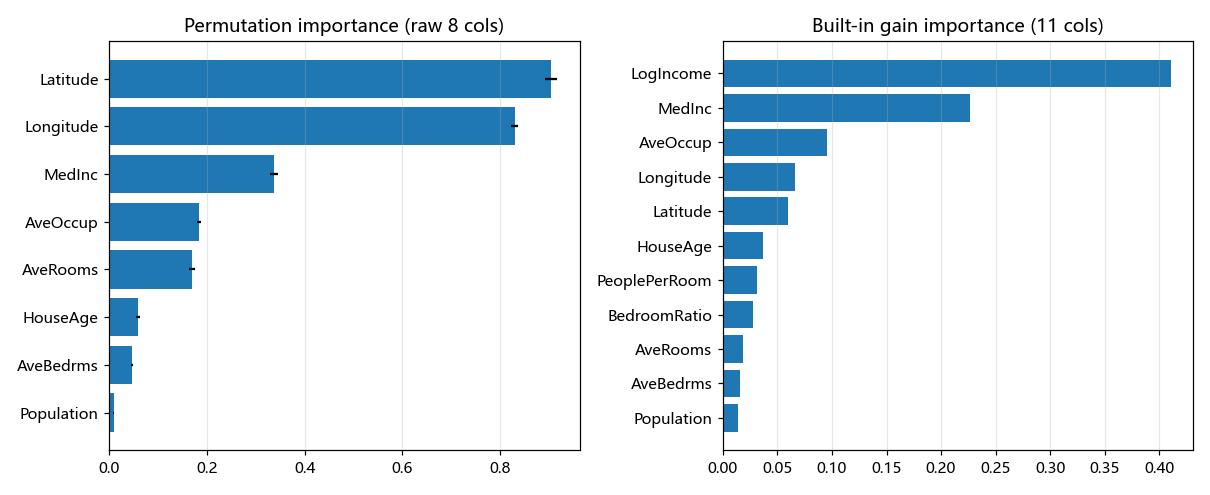 Permutation importance (raw 8 cols)
Latitude
Longitude
MedInc
AveOccup
AveRooms
HouseAge
AveBedrms
Population
0.0 0.2 0.4 0.6 0.8
Built-in gain importance (11 cols)
LogIncome
MedInc
AveOccup
Longitude
Latitude
HouseAge
PeoplePerRoom
BedroomRatio
AveRooms
AveBedrms
Population
0.00 0.05 0.10 0.15 0.20 0.25 0.30 0.35 0.40